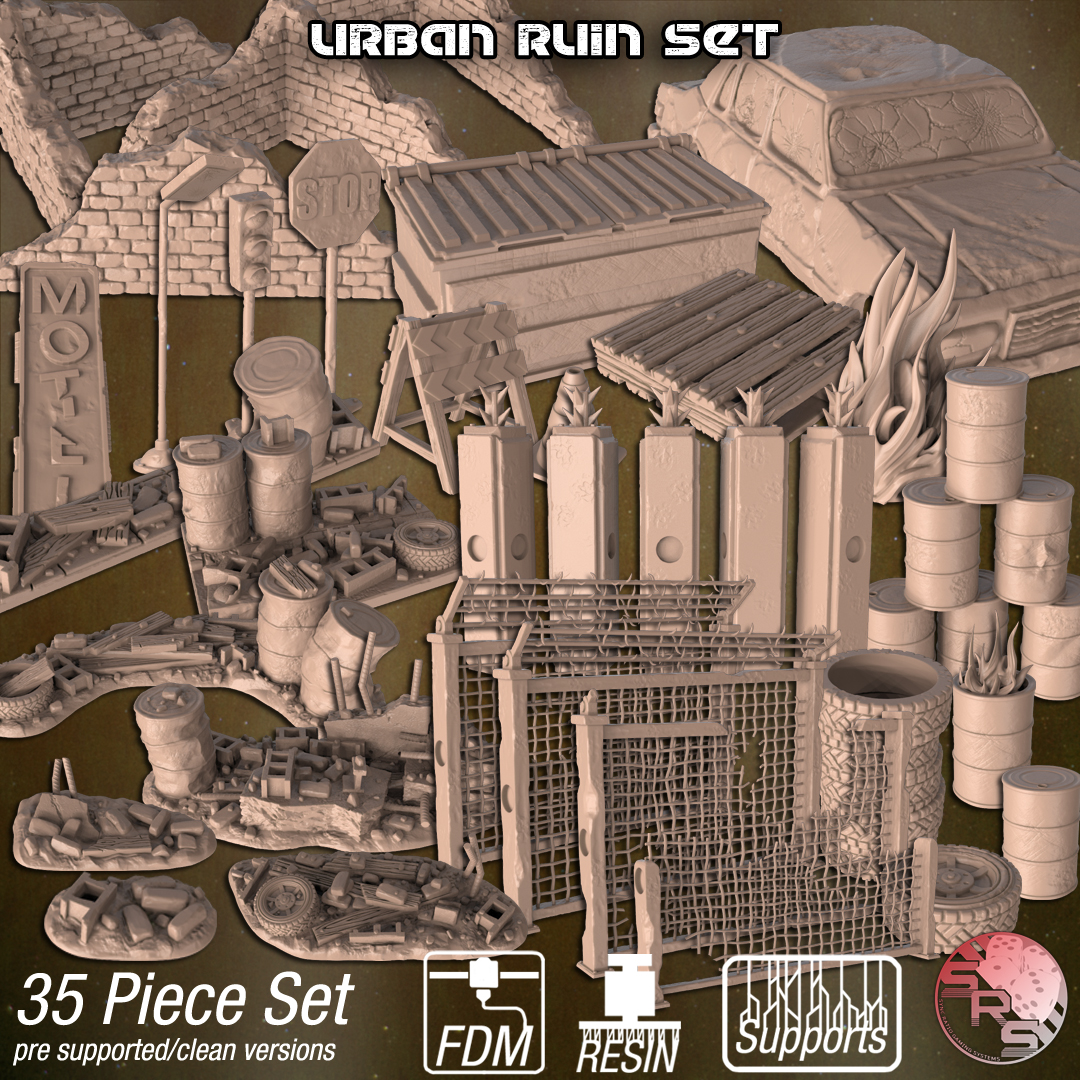 URBAN RUIN SET
STOP
MOTEL
35 Piece Set
pre supported/clean versions
FDM
RESIN
Supports
SRS